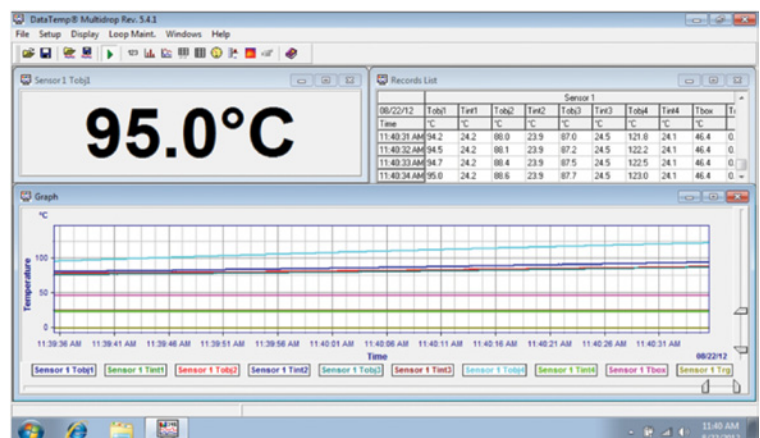 DataTemp® Multidrop Rev. 5.4.1
File Setup Display Loop Maint. Windows Help
Sensor 1 Tobj1
95.0°C
Records List
Sensor 1
08/22/12 Tobj1 Tint1 Tobj2 Tint2 Tobj3 Tint3 Tobj4 Tint4 Tbox
Time °C °C °C °C °C °C °C °C °C
11:40:31 AM 94.2 24.2 88.0 23.9 87.0 24.5 121.8 24.1 46.4 0.
11:40:32 AM 94.5 24.2 88.1 23.9 87.2 24.5 122.2 24.1 46.4 0.
11:40:33 AM 94.7 24.2 88.4 23.9 87.5 24.5 122.5 24.1 46.4 0.
11:40:34 AM 95.0 24.2 88.6 23.9 87.7 24.5 123.0 24.1 46.4 0.
Graph
°C
100
Temperature
50
0
11:39:36 AM 11:39:41 AM 11:39:46 AM 11:39:51 AM 11:39:56 AM 11:40:01 AM 11:40:06 AM 11:40:11 AM 11:40:16 AM 11:40:21 AM 11:40:26 AM 11:40:31 AM
Time
08/22/12
Sensor 1 Tobj1 Sensor 1 Tint1 Sensor 1 Tobj2 Sensor 1 Tint2 Sensor 1 Tobj3 Sensor 1 Tint3 Sensor 1 Tobj4 Sensor 1 Tint4 Sensor 1 Tbox Sensor 1 Trg
11:40 AM
8/22/2012